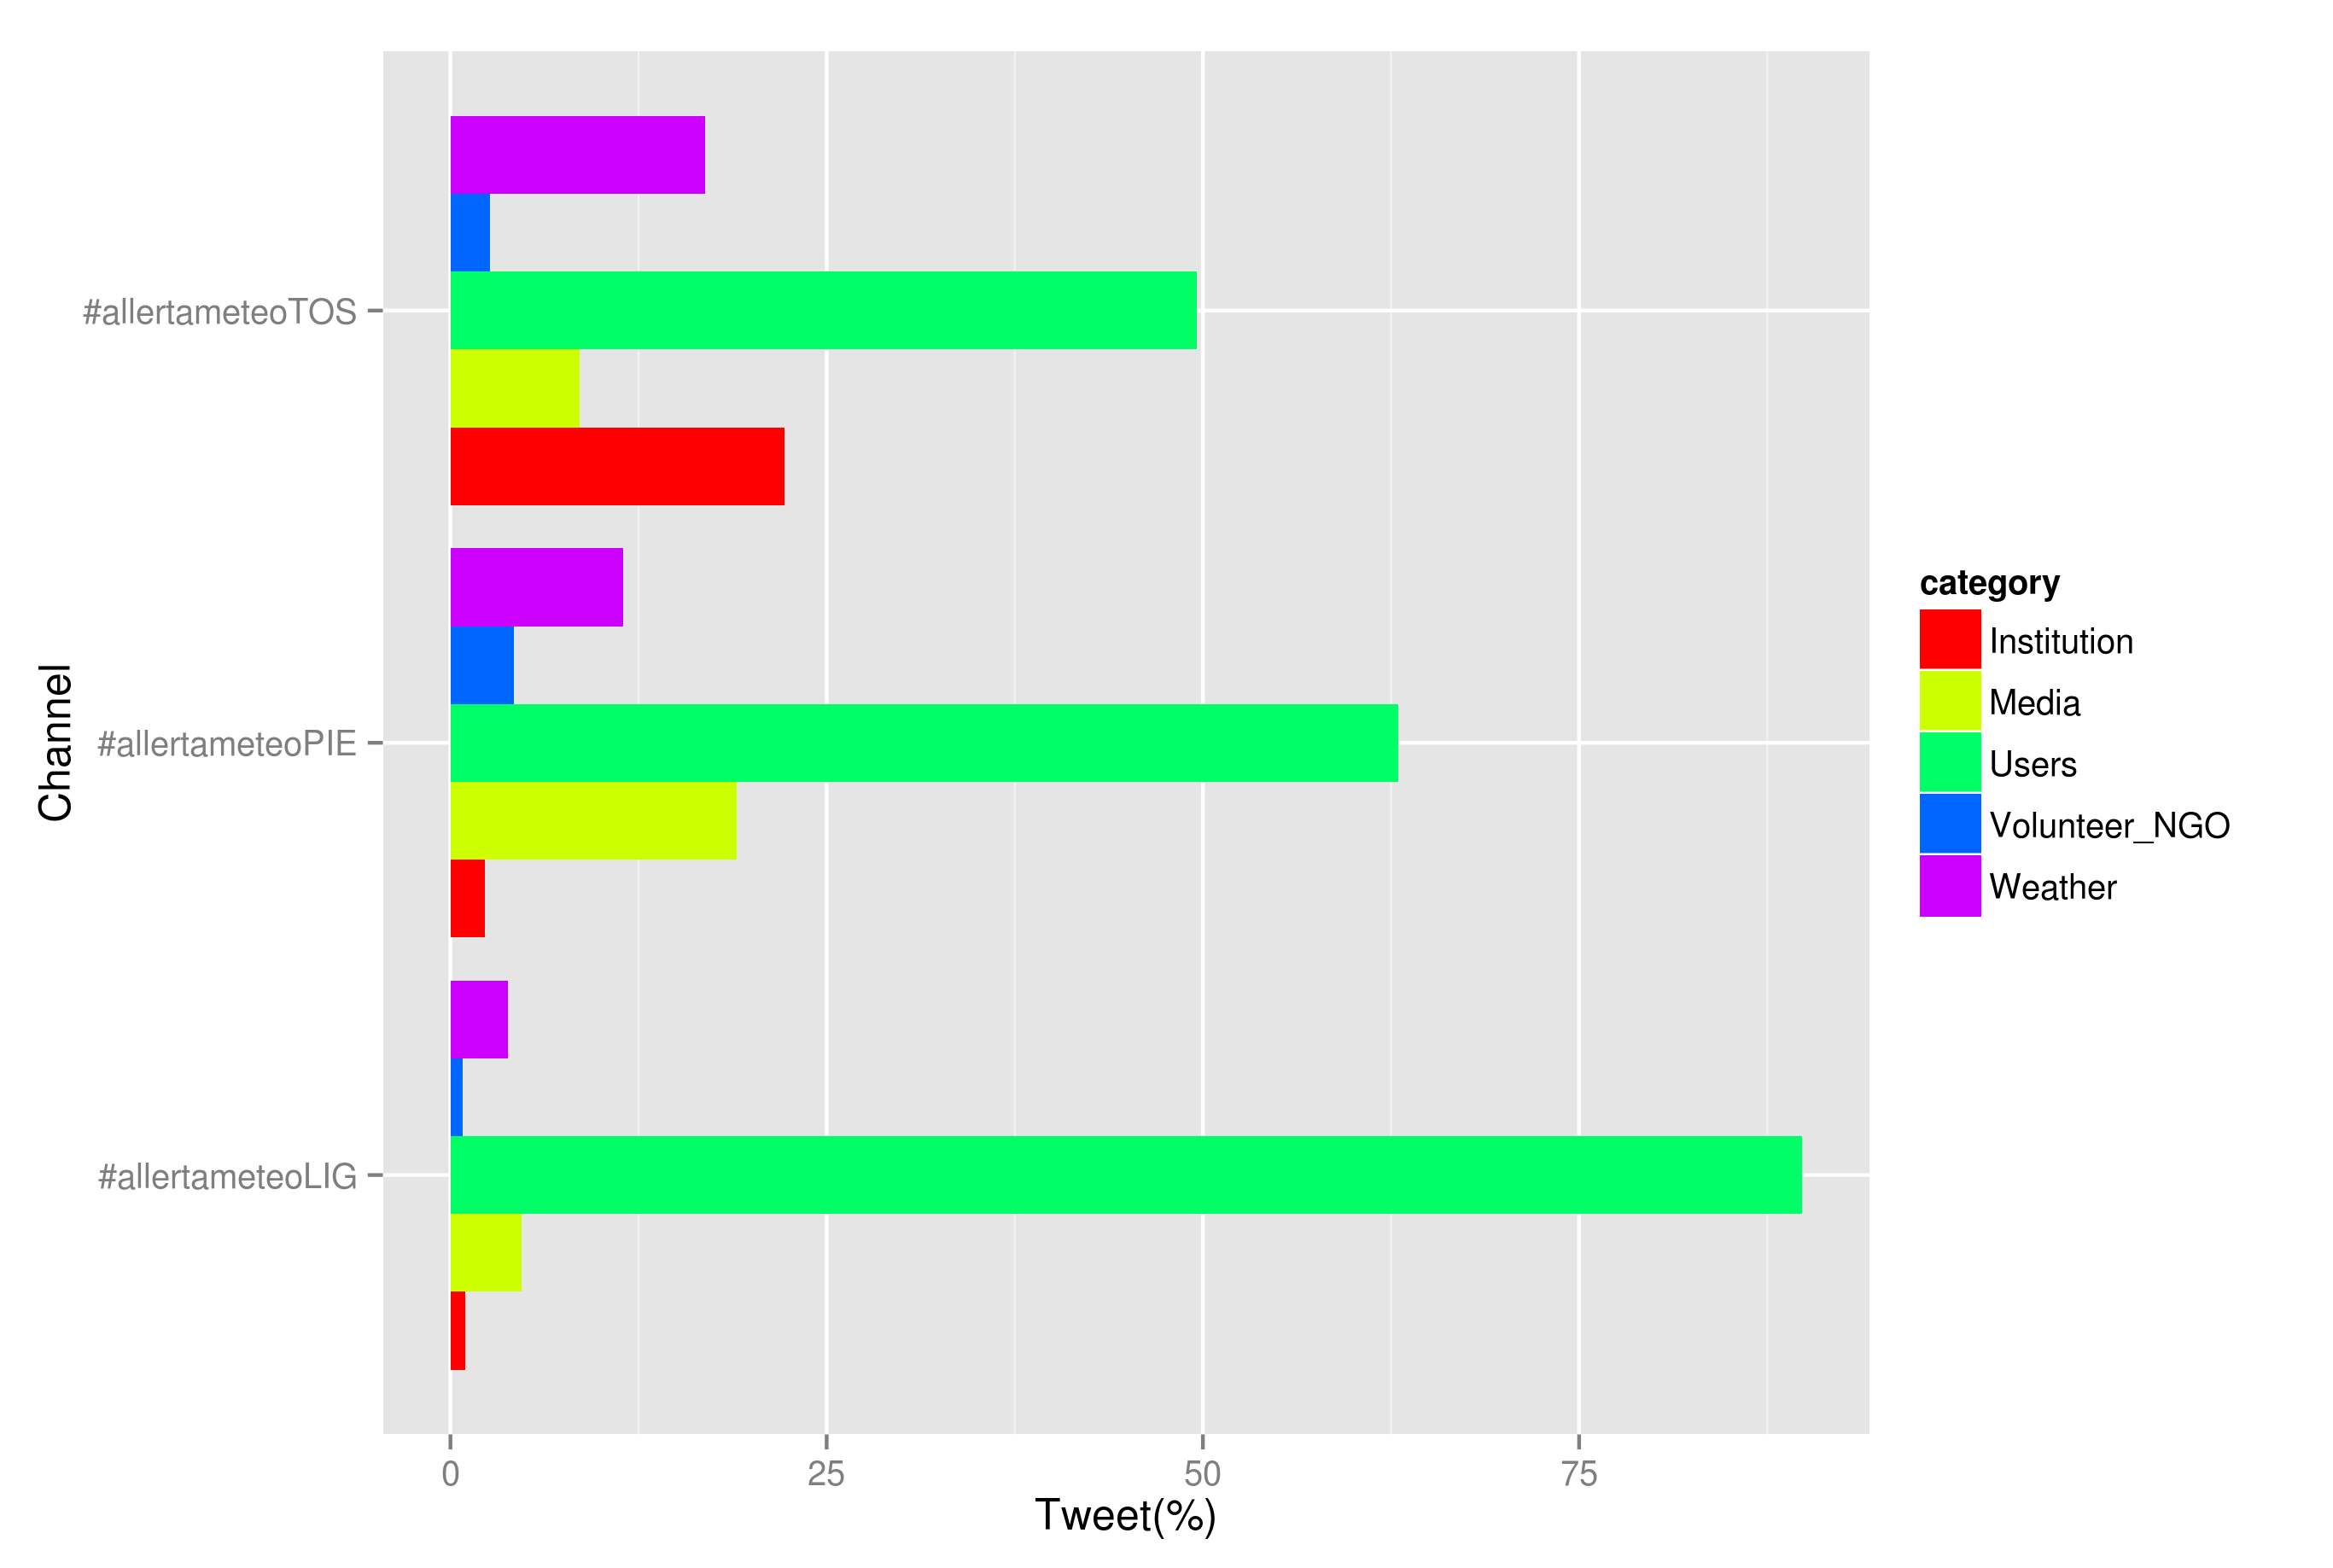 #allertameteoTOS
#allertameteoPIE
#allertameteoLIG
Channel
0 25 50 75
Tweet(%)
category
Institution
Media
Users
Volunteer_NGO
Weather